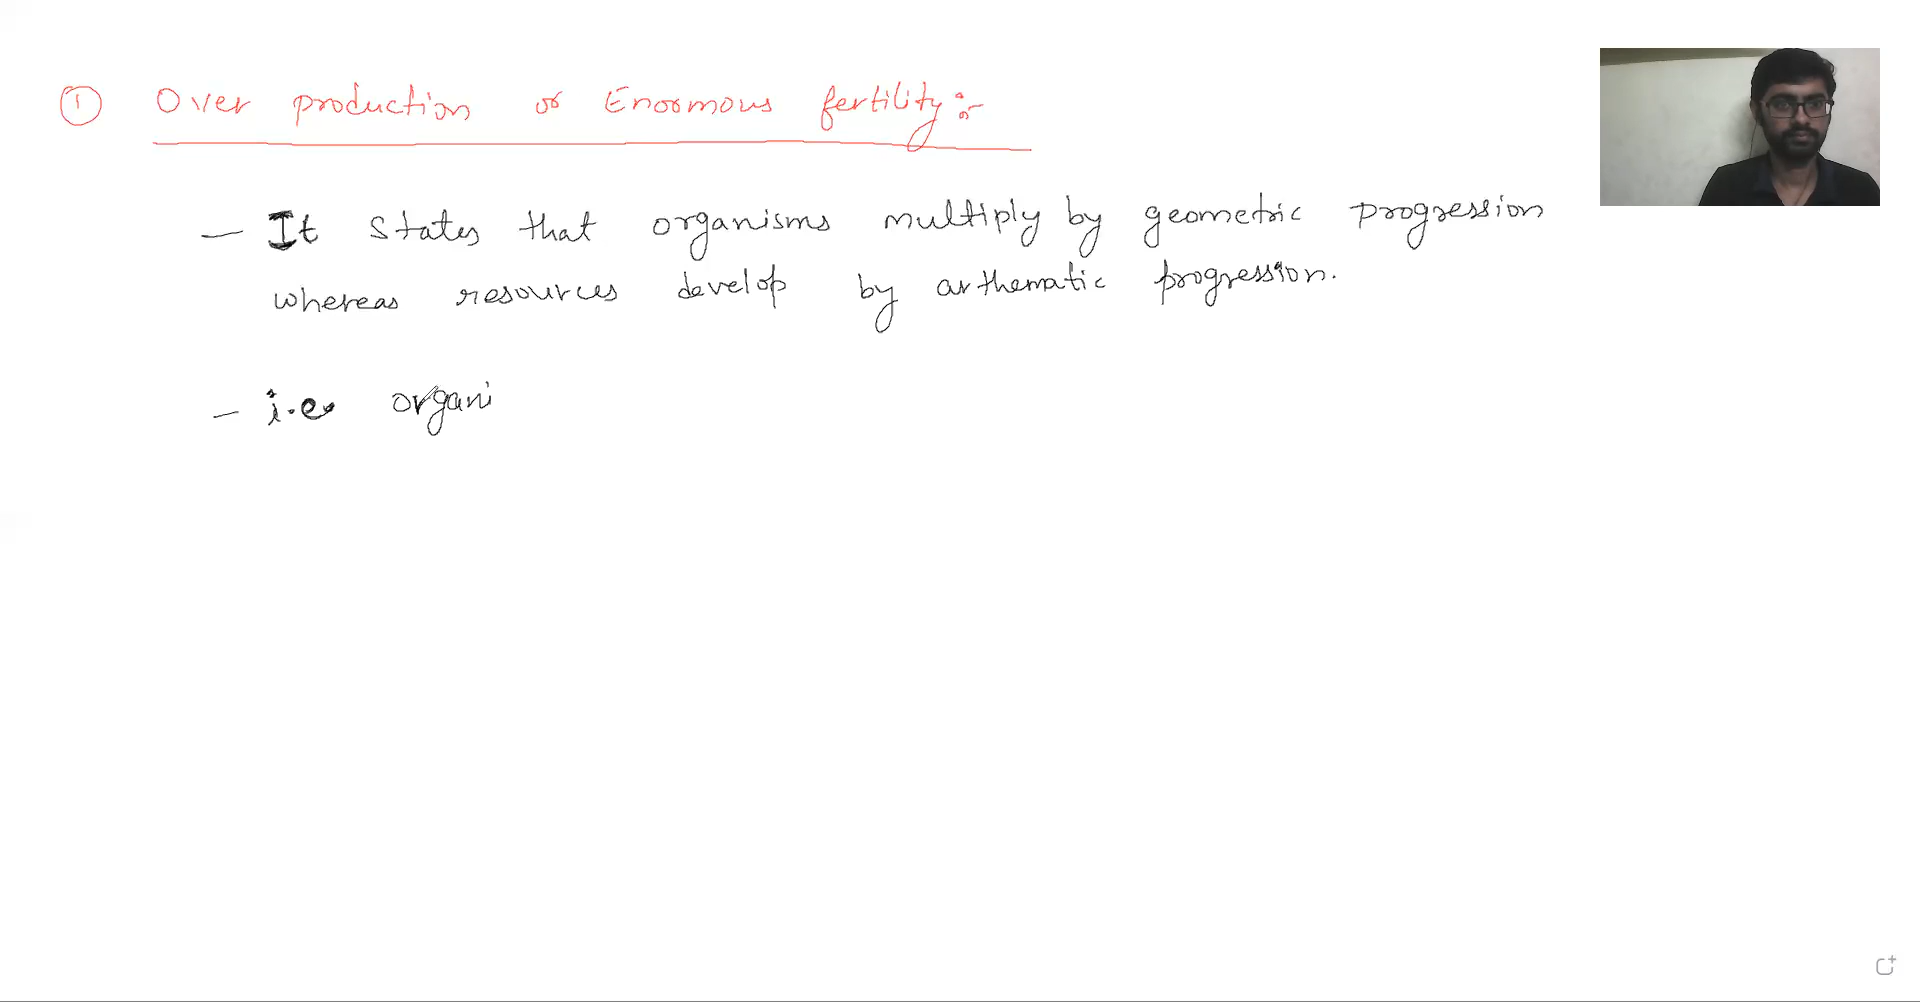 ① Over production or Enormous fertility:-
— It states that organisms multiply by geometric progression
whereas resources develop by arthematic progression.
— i.e. organi